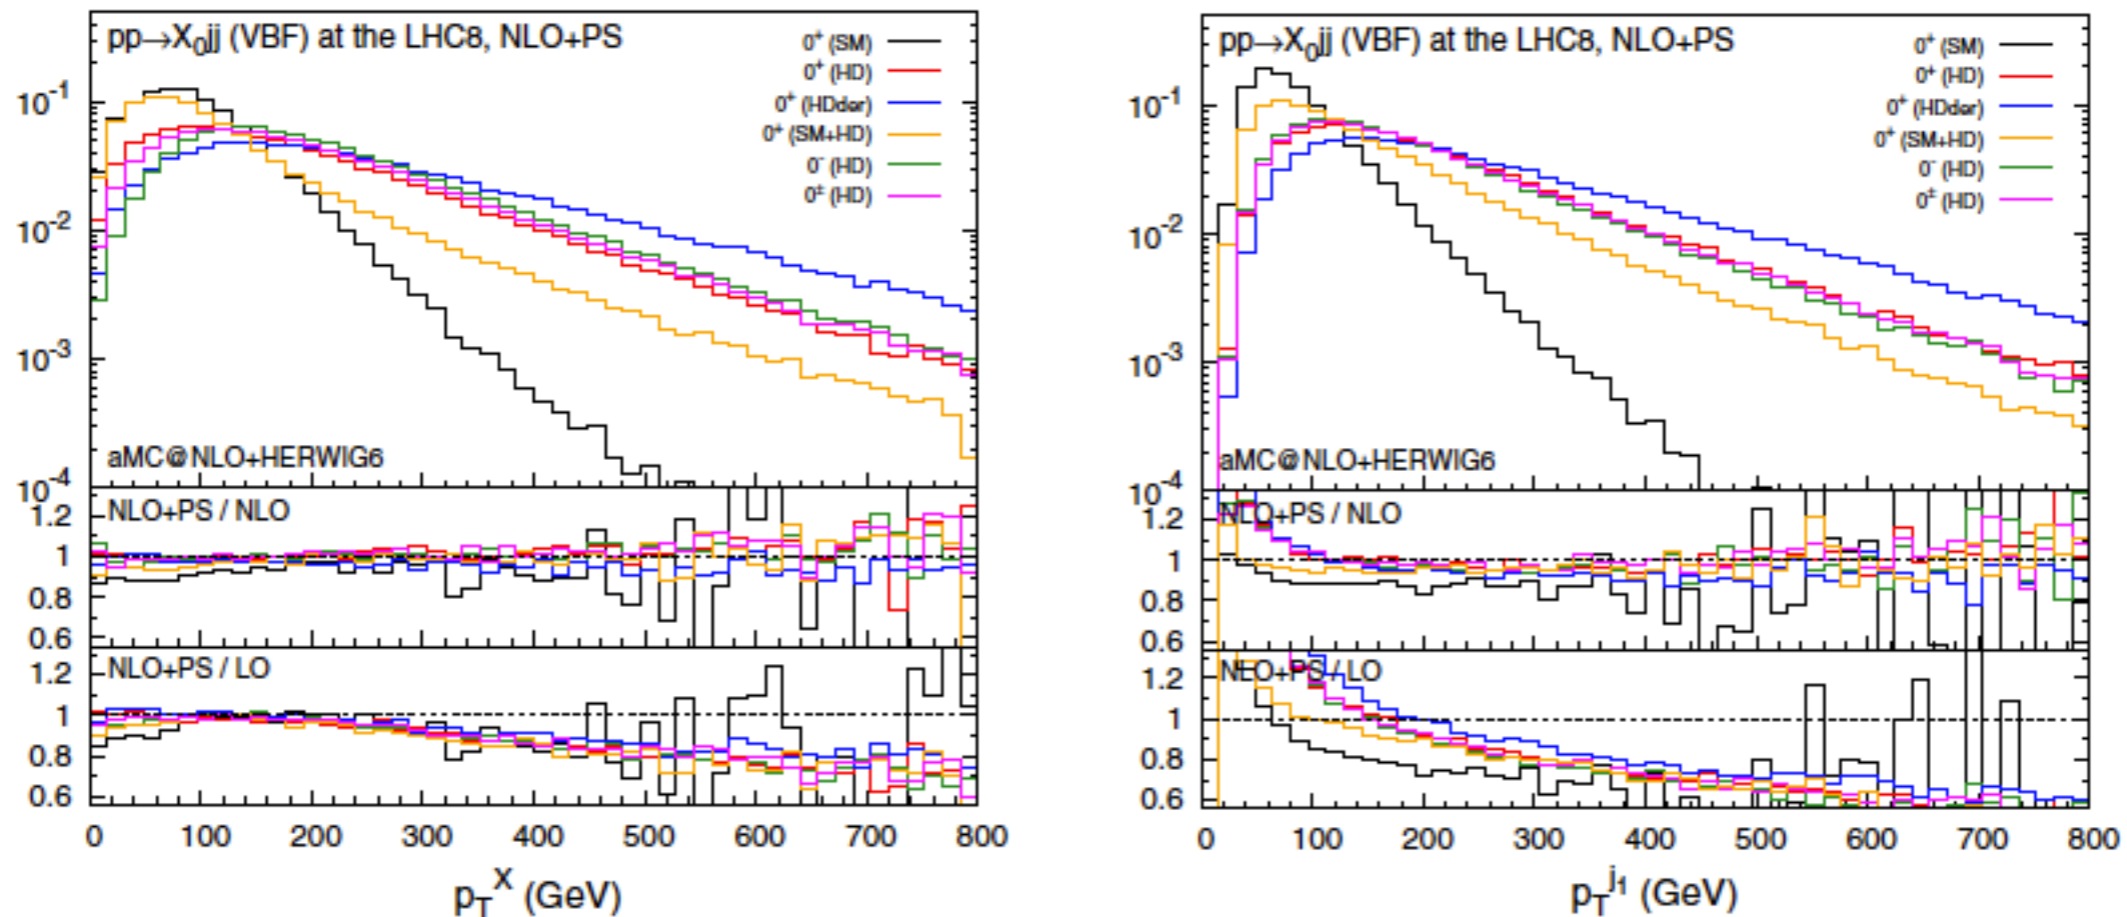 pp→X₀jj (VBF) at the LHC8, NLO+PS
0⁺ (SM)
0⁺ (HD)
0⁺ (HDder)
0⁺ (SM+HD)
0⁻ (HD)
0± (HD)
10⁻¹
10⁻²
10⁻³
10⁻⁴
aMC@NLO+HERWIG6
NLO+PS / NLO
1.2
1
0.8
0.6
NLO+PS / LO
1.2
1
0.8
0.6
0 100 200 300 400 500 600 700 800
p_T^X (GeV)
pp→X₀jj (VBF) at the LHC8, NLO+PS
0⁺ (SM)
0⁺ (HD)
0⁺ (HDder)
0⁺ (SM+HD)
0⁻ (HD)
0± (HD)
10⁻¹
10⁻²
10⁻³
10⁻⁴
aMC@NLO+HERWIG6
NLO+PS / NLO
1.2
1
0.8
0.6
NLO+PS / LO
1.2
1
0.8
0.6
0 100 200 300 400 500 600 700 800
p_T^j₁ (GeV)